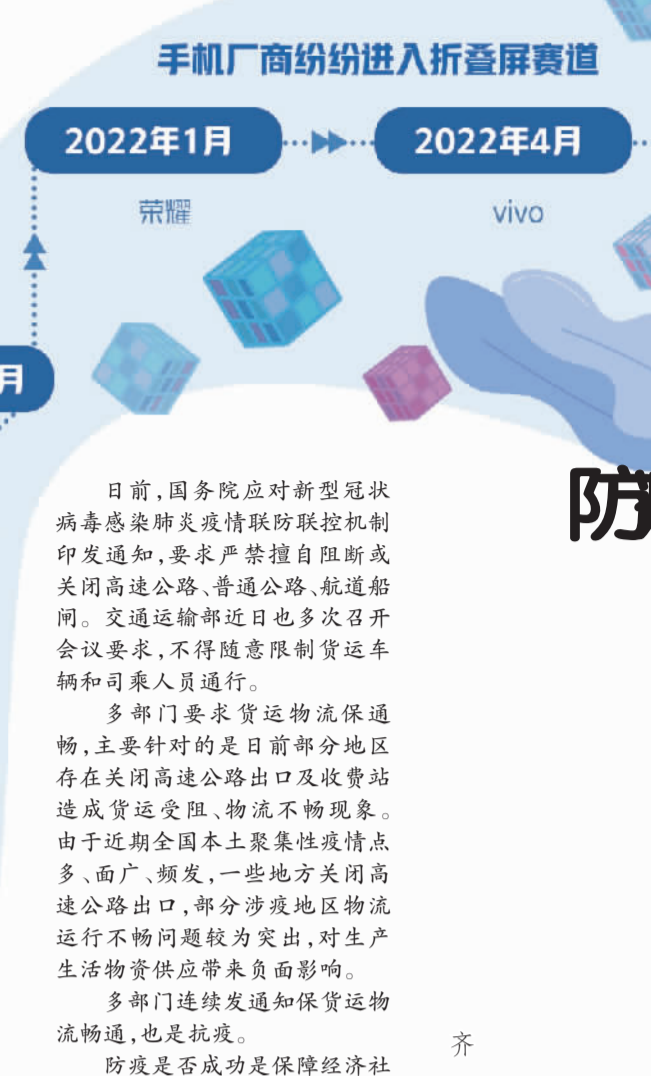 手机厂商纷纷进入折叠屏赛道
2022年1月
2022年4月
荣耀
vivo
月
日前,国务院应对新型冠状
病毒感染肺炎疫情联防联控机制
印发通知,要求严禁擅自阻断或
关闭高速公路、普通公路、航道船
闸。交通运输部近日也多次召开
会议要求,不得随意限制货运车
辆和司乘人员通行。
多部门要求货运物流保通
畅,主要针对的是日前部分地区
存在关闭高速公路出口及收费站
造成货运受阻、物流不畅现象。
由于近期全国本土聚集性疫情点
多、面广、频发,一些地方关闭高
速公路出口,部分涉疫地区物流
运行不畅问题较为突出,对生产
生活物资供应带来负面影响。
多部门连续发通知保货运物
流畅通,也是抗疫。
防疫是否成功是保障经济社
防
齐